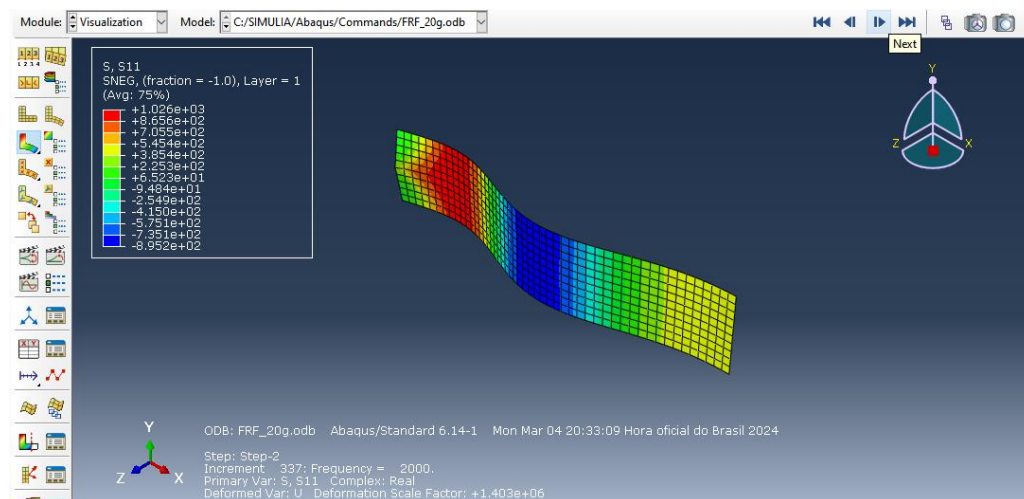 Module: Visualization Model: C:/SIMULIA/Abaqus/Commands/FRF_20g.odb
Next
S, S11
SNEG, (fraction = -1.0), Layer = 1
(Avg: 75%)
+1.026e+03
+8.656e+02
+7.055e+02
+5.454e+02
+3.854e+02
+2.253e+02
+6.523e+01
-9.484e+01
-2.549e+02
-4.150e+02
-5.751e+02
-7.351e+02
-8.952e+02
Y
Z X
Y
Z X
ODB: FRF_20g.odb Abaqus/Standard 6.14-1 Mon Mar 04 20:33:09 Hora oficial do Brasil 2024
Step: Step-2
Increment 337: Frequency = 2000.
Primary Var: S, S11 Complex: Real
Deformed Var: U Deformation Scale Factor: +1.403e+06